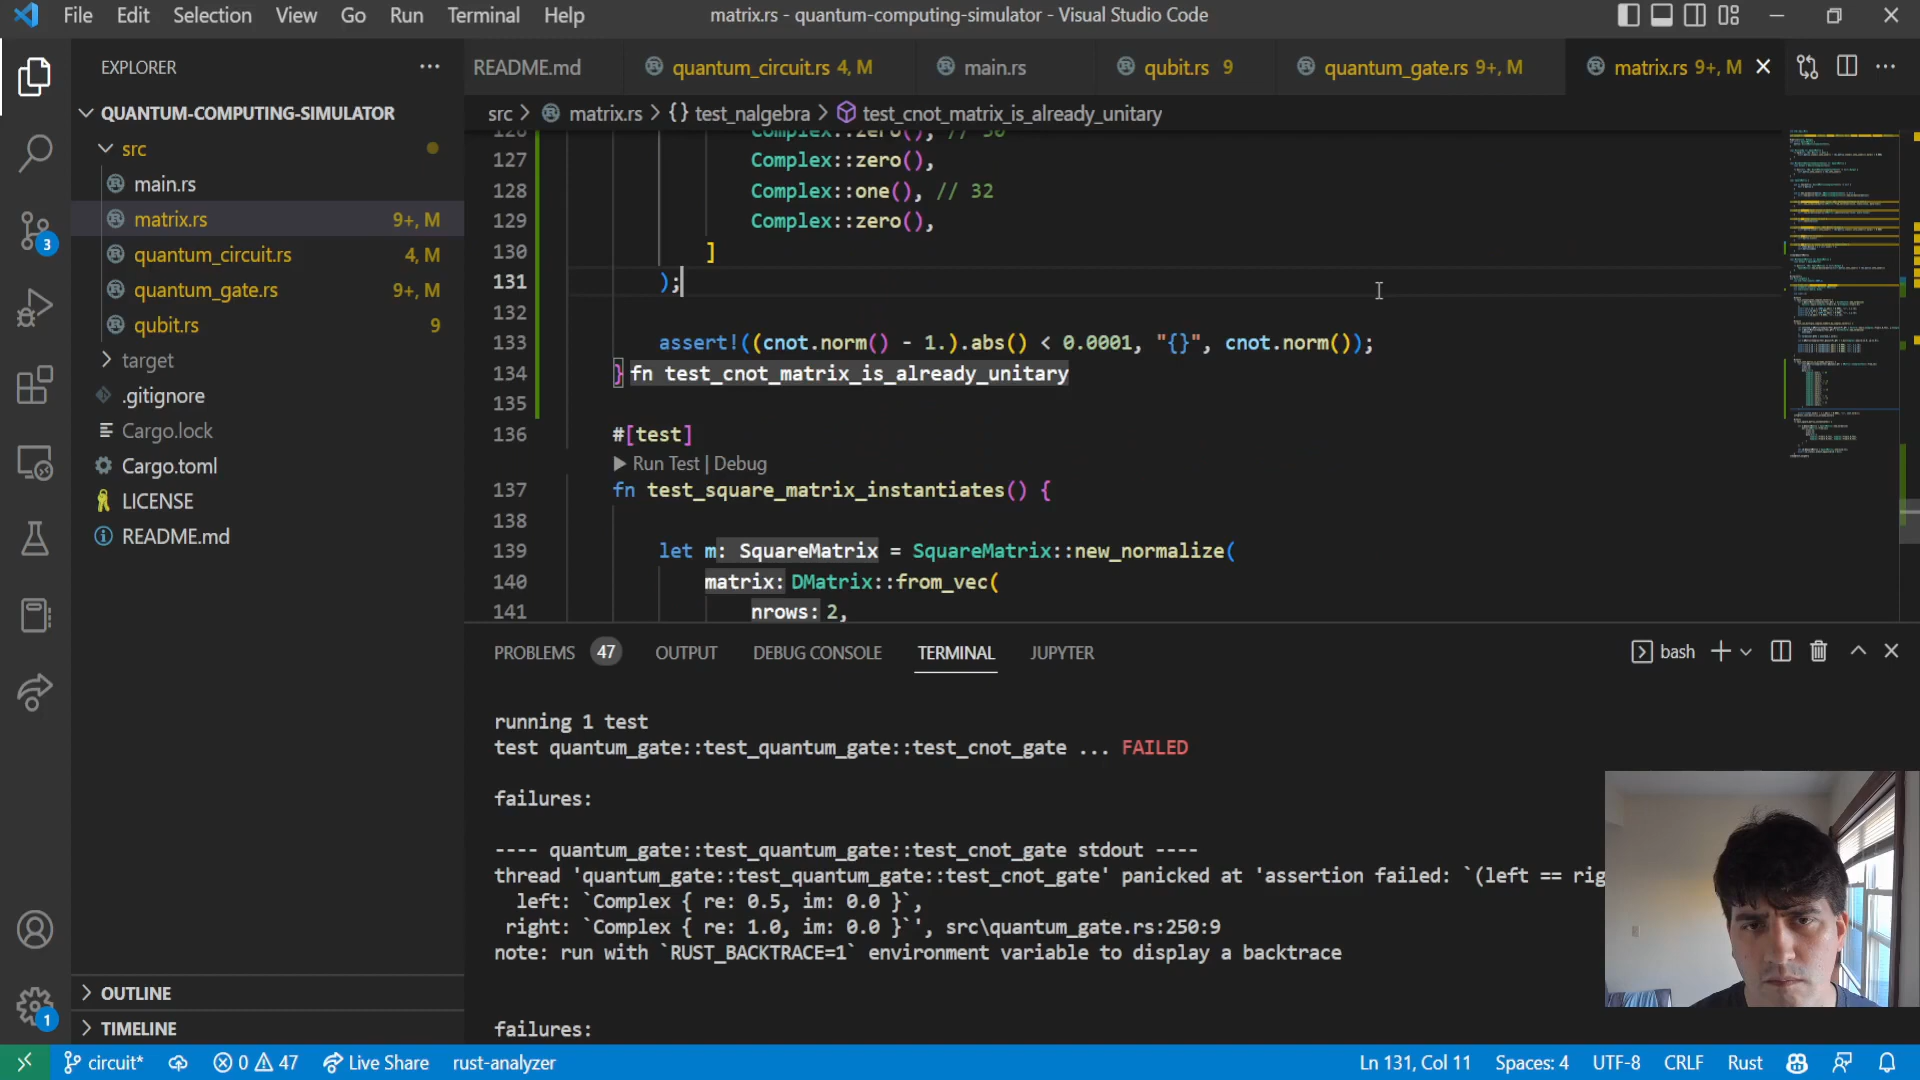 File Edit Selection View Go Run Terminal Help
matrix.rs - quantum-computing-simulator - Visual Studio Code
EXPLORER
README.md
quantum_circuit.rs 4, M
main.rs
qubit.rs 9
quantum_gate.rs 9+, M
matrix.rs 9+, M
QUANTUM-COMPUTING-SIMULATOR
src
main.rs
matrix.rs 9+, M
quantum_circuit.rs 4, M
quantum_gate.rs 9+, M
qubit.rs 9
target
.gitignore
Cargo.lock
Cargo.toml
LICENSE
README.md
3
1
OUTLINE
TIMELINE
src > matrix.rs > {} test_nalgebra > test_cnot_matrix_is_already_unitary
126 Complex::zero(), // 30
127 Complex::zero(),
128 Complex::one(), // 32
129 Complex::zero(),
130 ]
131 );
132
133 assert!((cnot.norm() - 1.).abs() < 0.0001, "{}", cnot.norm());
134 } fn test_cnot_matrix_is_already_unitary
135
136 #[test]
Run Test | Debug
137 fn test_square_matrix_instantiates() {
138
139 let m: SquareMatrix = SquareMatrix::new_normalize(
140 matrix: DMatrix::from_vec(
141 nrows: 2,
PROBLEMS 47 OUTPUT DEBUG CONSOLE TERMINAL JUPYTER
bash
running 1 test
test quantum_gate::test_quantum_gate::test_cnot_gate ... FAILED
failures:
---- quantum_gate::test_quantum_gate::test_cnot_gate stdout ----
thread 'quantum_gate::test_quantum_gate::test_cnot_gate' panicked at 'assertion failed: `(left == rig
left: `Complex { re: 0.5, im: 0.0 }`,
right: `Complex { re: 1.0, im: 0.0 }`', src\quantum_gate.rs:250:9
note: run with `RUST_BACKTRACE=1` environment variable to display a backtrace
failures:
circuit* 0 47 Live Share rust-analyzer
Ln 131, Col 11 Spaces: 4 UTF-8 CRLF Rust